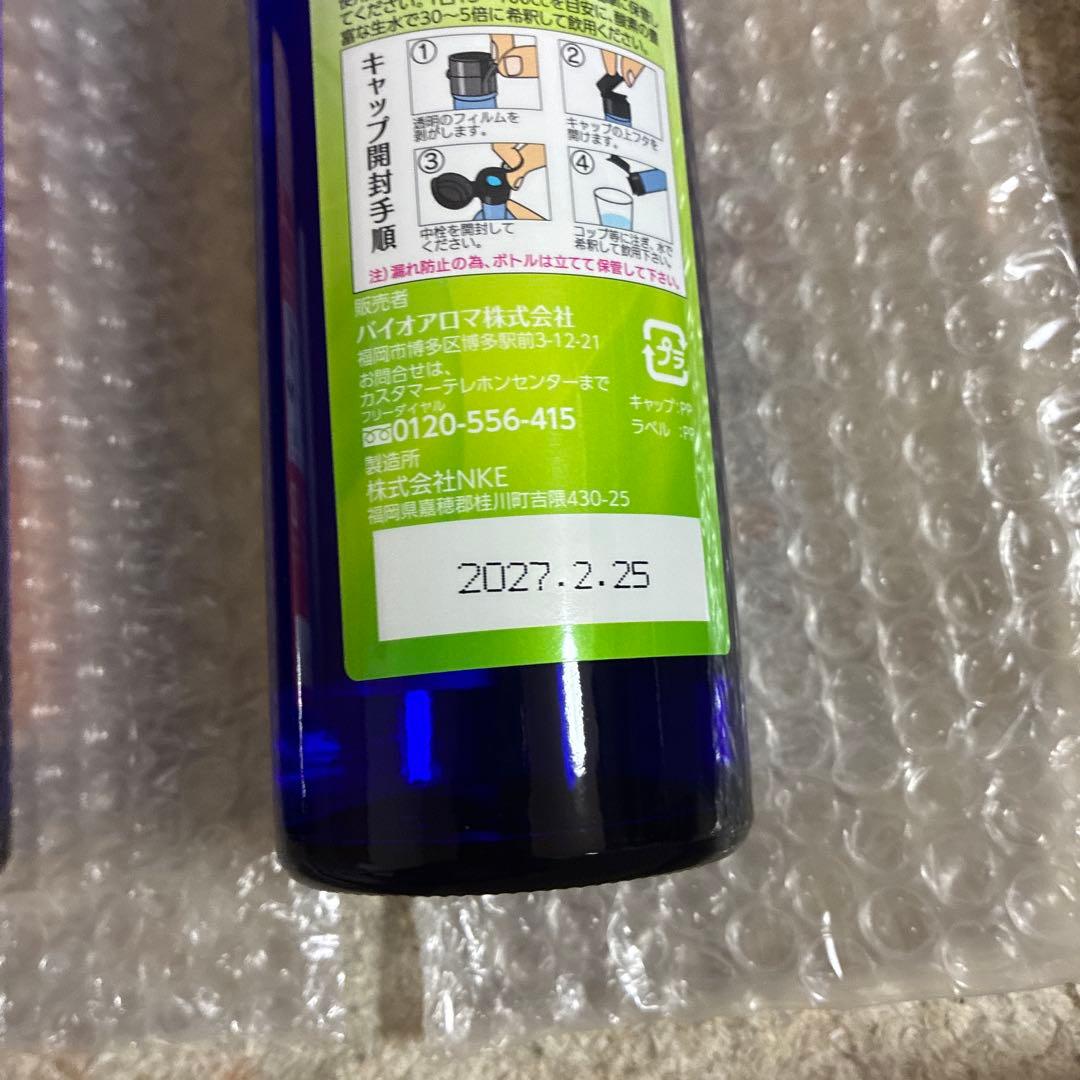 てください。1日
ccを目安に、酸素の豊
富な生水で30〜5倍に希釈して飲用ください。
キャップ開封手順
①
透明のフィルムを
剥がします。
②
キャップの上フタを
開けます。
③
中栓を開封して
ください。
④
コップ等に注ぎ、水で
希釈して飲用下さい。
注)漏れ防止の為、ボトルは立てて保管して下さい。
販売者
バイオアロマ株式会社
福岡市博多区博多駅前3-12-21
お問合せは、
カスタマーテレホンセンターまで
フリーダイヤル
0120-556-415
プラ
キャップ:PP
ラベル :PP
製造所
株式会社NKE
福岡県嘉穂郡桂川町吉隈430-25
2027.2.25